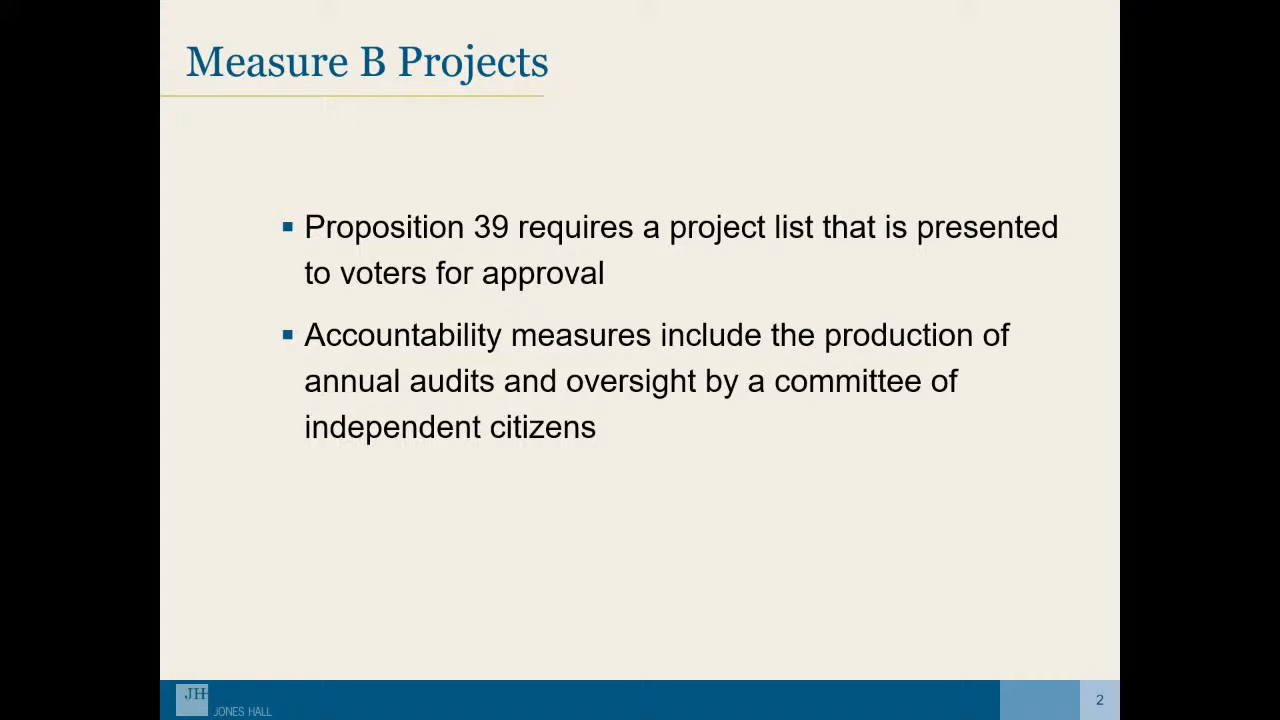 Measure B Projects
Proposition 39 requires a project list that is presented
to voters for approval
Accountability measures include the production of
annual audits and oversight by a committee of
independent citizens
JH
JONES HALL
2